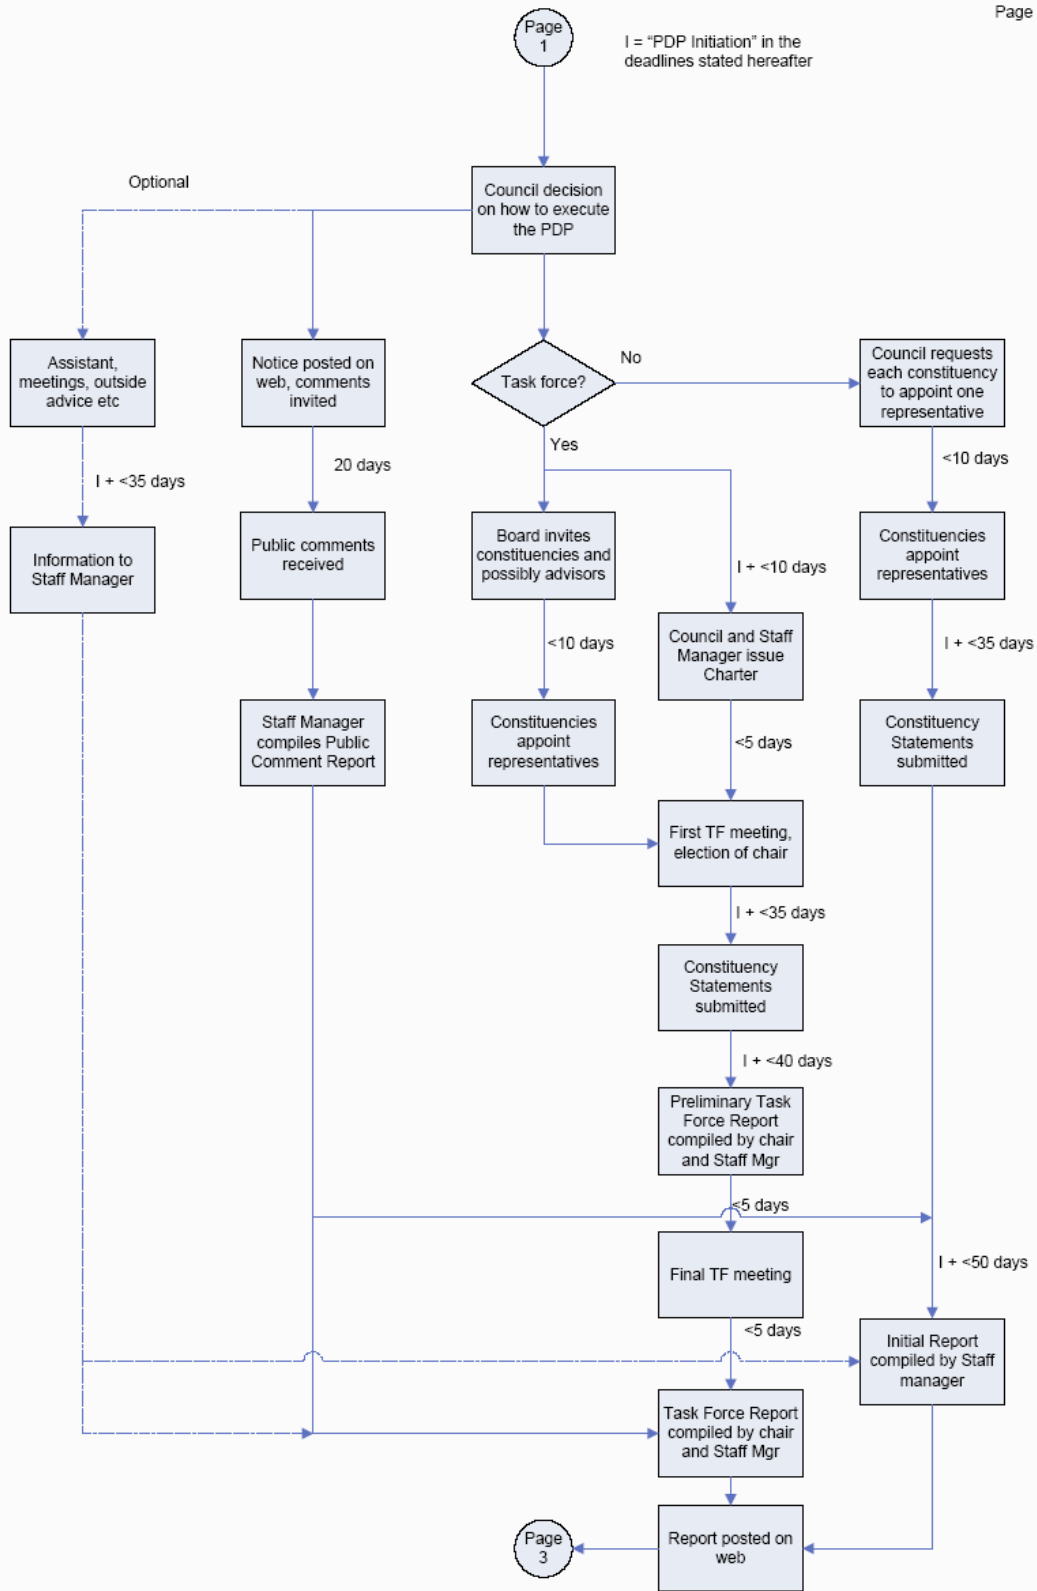 Page
Page
1
I = “PDP Initiation” in the
deadlines stated hereafter
Optional
Council decision
on how to execute
the PDP
Assistant,
meetings, outside
advice etc
Notice posted on
web, comments
invited
Task force?
No
Council requests
each constituency
to appoint one
representative
Yes
I + <35 days
20 days
<10 days
Information to
Staff Manager
Public comments
received
Board invites
constituencies and
possibly advisors
I + <10 days
Constituencies
appoint
representatives
<10 days
Council and Staff
Manager issue
Charter
I + <35 days
Staff Manager
compiles Public
Comment Report
Constituencies
appoint
representatives
<5 days
Constituency
Statements
submitted
First TF meeting,
election of chair
I + <35 days
Constituency
Statements
submitted
I + <40 days
Preliminary Task
Force Report
compiled by chair
and Staff Mgr
<5 days
Final TF meeting
I + <50 days
<5 days
Initial Report
compiled by Staff
manager
Task Force Report
compiled by chair
and Staff Mgr
Page
3
Report posted on
web